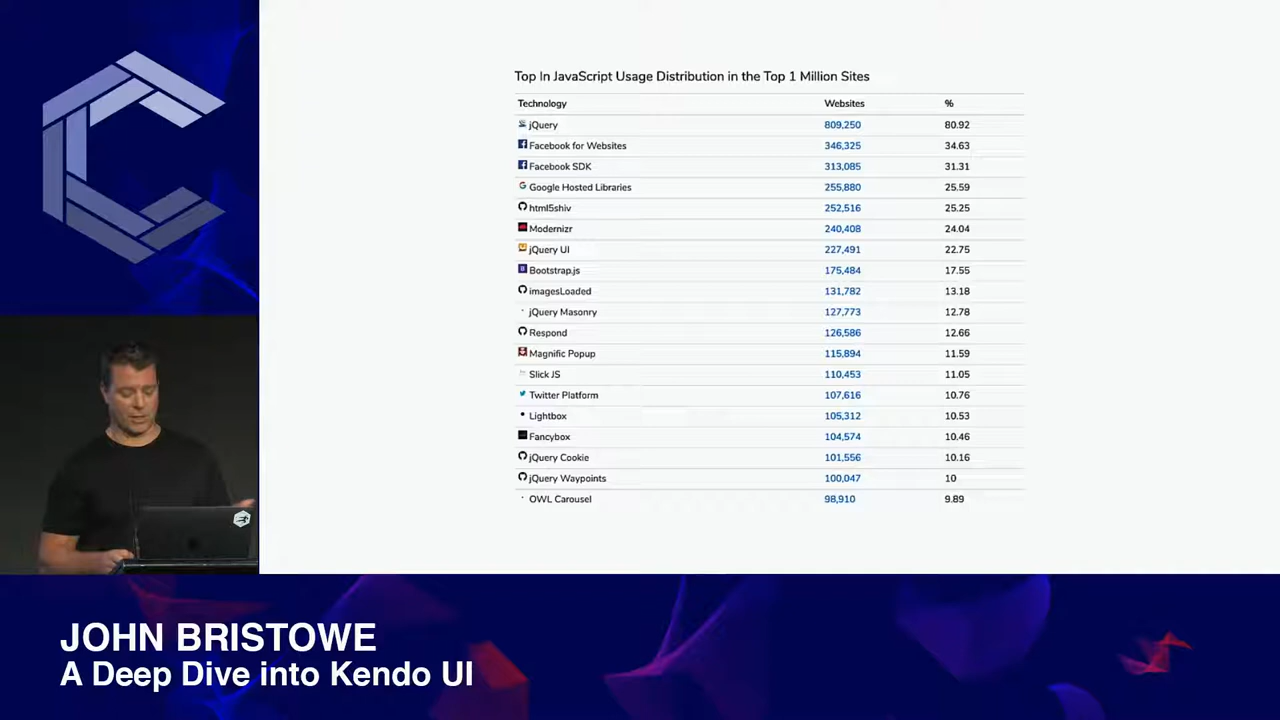 Top In JavaScript Usage Distribution in the Top 1 Million Sites
Technology Websites %
jQuery 809,250 80.92
Facebook for Websites 346,325 34.63
Facebook SDK 313,085 31.31
Google Hosted Libraries 255,880 25.59
html5shiv 252,516 25.25
Modernizr 240,408 24.04
jQuery UI 227,491 22.75
Bootstrap.js 175,484 17.55
imagesLoaded 131,782 13.18
jQuery Masonry 127,773 12.78
Respond 126,586 12.66
Magnific Popup 115,894 11.59
Slick JS 110,453 11.05
Twitter Platform 107,616 10.76
Lightbox 105,312 10.53
Fancybox 104,574 10.46
jQuery Cookie 101,556 10.16
jQuery Waypoints 100,047 10
OWL Carousel 98,910 9.89
JOHN BRISTOWE
A Deep Dive into Kendo UI